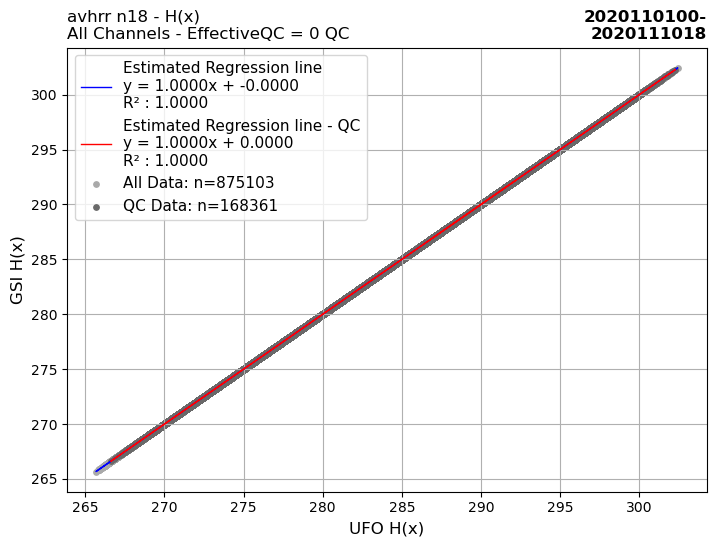 avhrr n18 - H(x)
All Channels - EffectiveQC = 0 QC
2020110100-
2020111018
Estimated Regression line
y = 1.0000x + -0.0000
R² : 1.0000
Estimated Regression line - QC
y = 1.0000x + 0.0000
R² : 1.0000
All Data: n=875103
QC Data: n=168361
GSI H(x)
300
295
290
285
280
275
270
265
265 270 275 280 285 290 295 300
UFO H(x)